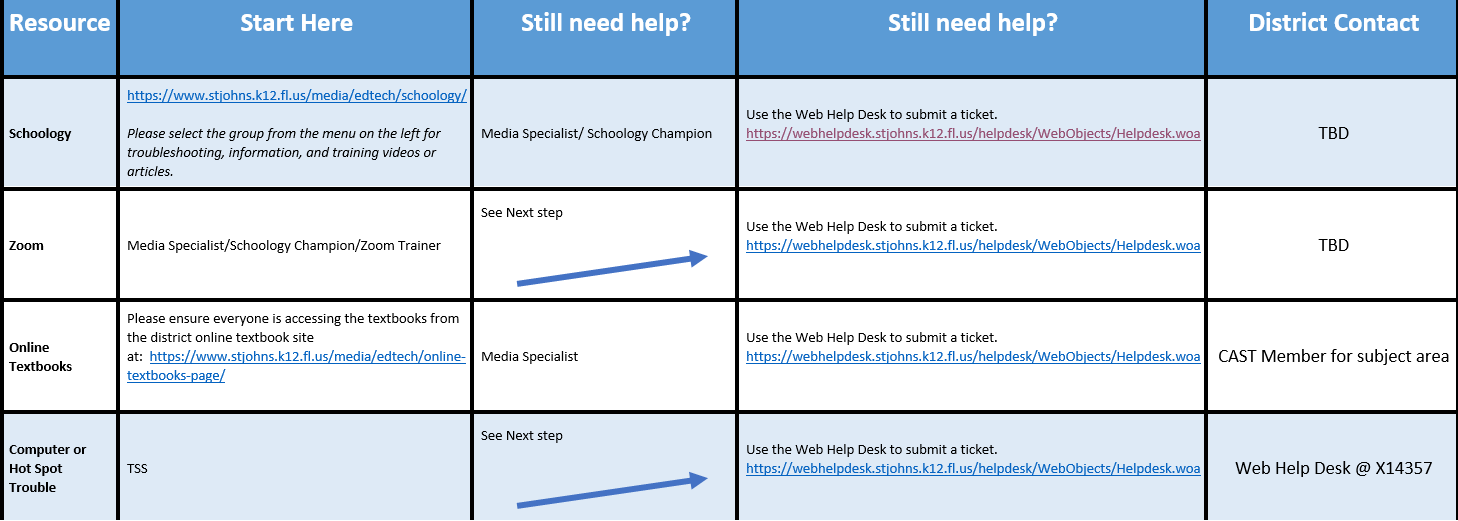 Resource
Start Here
Still need help?
Still need help?
District Contact
Schoology
https://www.stjohns.k12.fl.us/media/edtech/schoology/
Please select the group from the menu on the left for
troubleshooting, information, and training videos or
articles.
Media Specialist/ Schoology Champion
Use the Web Help Desk to submit a ticket.
https://webhelpdesk.stjohns.k12.fl.us/helpdesk/WebObjects/Helpdesk.woa
TBD
Zoom
Media Specialist/Schoology Champion/Zoom Trainer
See Next step
Use the Web Help Desk to submit a ticket.
https://webhelpdesk.stjohns.k12.fl.us/helpdesk/WebObjects/Helpdesk.woa
TBD
Online
Textbooks
Please ensure everyone is accessing the textbooks from
the district online textbook site
at: https://www.stjohns.k12.fl.us/media/edtech/online-
textbooks-page/
Media Specialist
Use the Web Help Desk to submit a ticket.
https://webhelpdesk.stjohns.k12.fl.us/helpdesk/WebObjects/Helpdesk.woa
CAST Member for subject area
Computer or
Hot Spot
Trouble
TSS
See Next step
Use the Web Help Desk to submit a ticket.
https://webhelpdesk.stjohns.k12.fl.us/helpdesk/WebObjects/Helpdesk.woa
Web Help Desk @ X14357